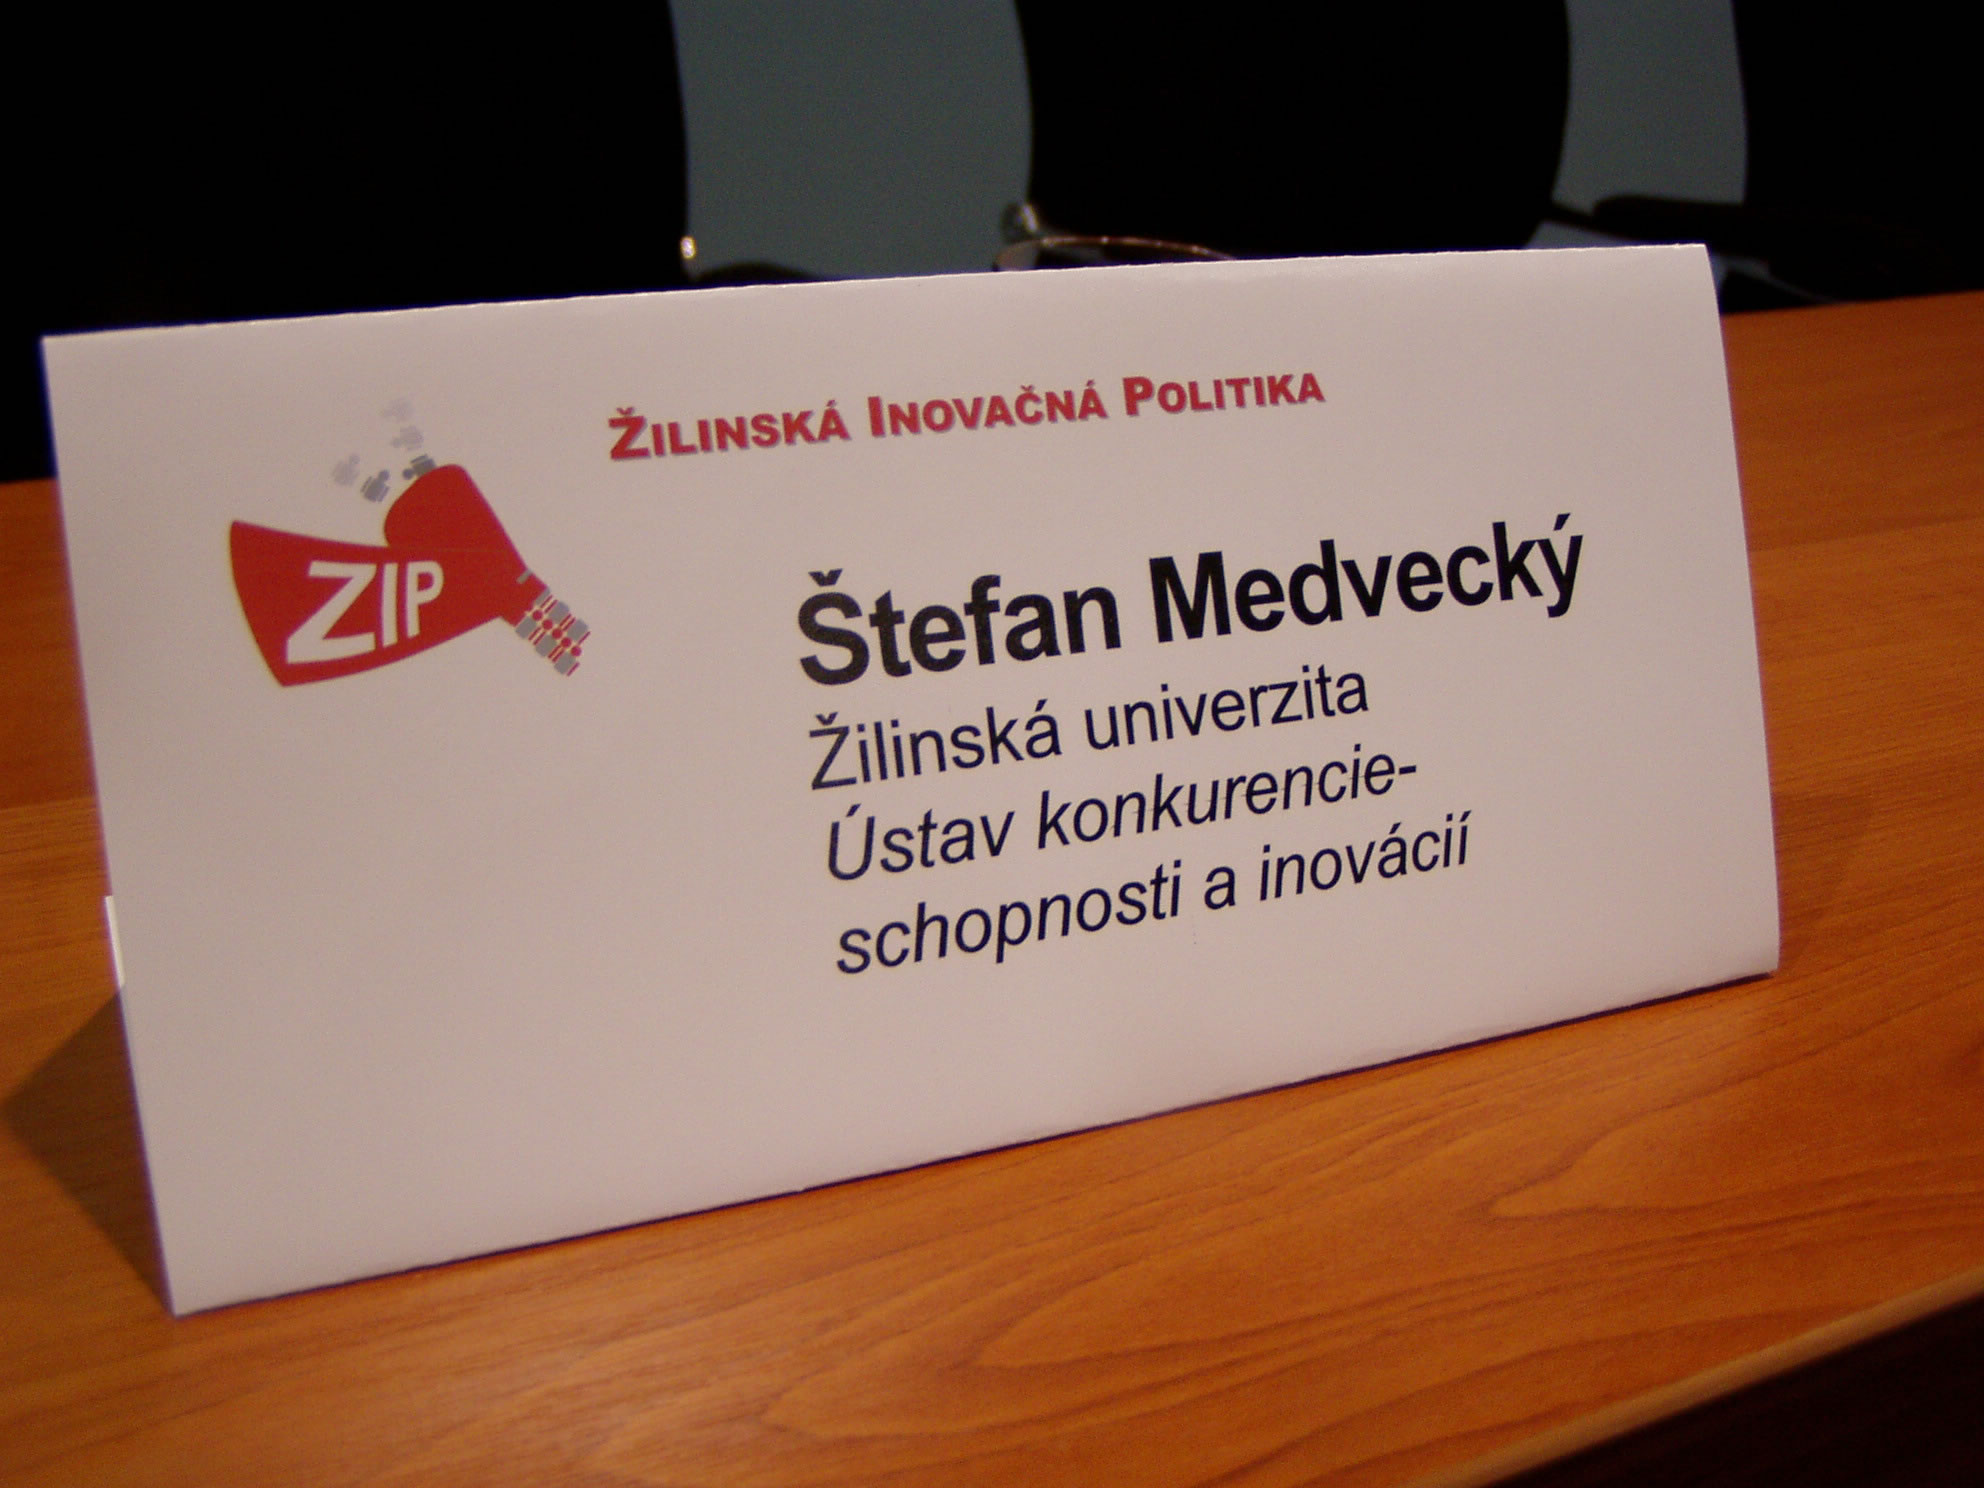 ŽILINSKÁ INOVAČNÁ POLITIKA
ZIP
Štefan Medvecký
Žilinská univerzita
Ústav konkurencie-
schopnosti a inovácií